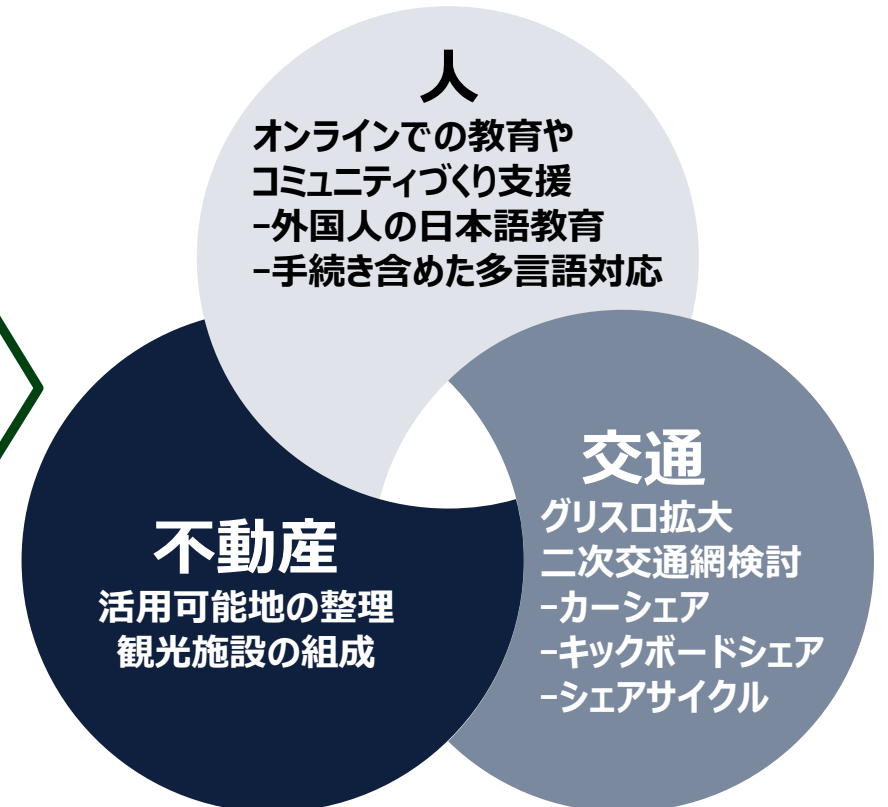 人
オンラインでの教育や
コミュニティづくり支援
-外国人の日本語教育
-手続き含めた多言語対応
不動産
活用可能地の整理
観光施設の組成
交通
グリスロ拡大
二次交通網検討
-カーシェア
-キックボードシェア
-シェアサイクル